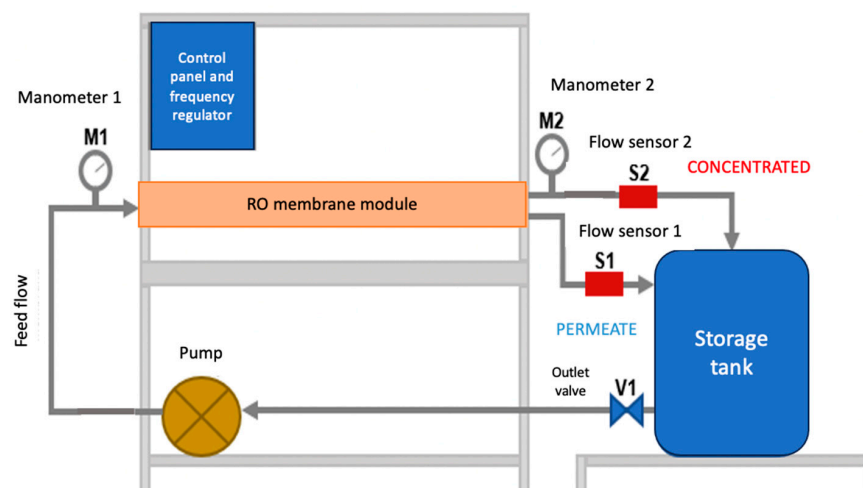 Control
panel and
frequency
regulator
Manometer 1
Manometer 2
M1
M2
Flow sensor 2
CONCENTRATED
S2
RO membrane module
Flow sensor 1
S1
Feed flow
PERMEATE
Storage
tank
Pump
Outlet
valve
V1